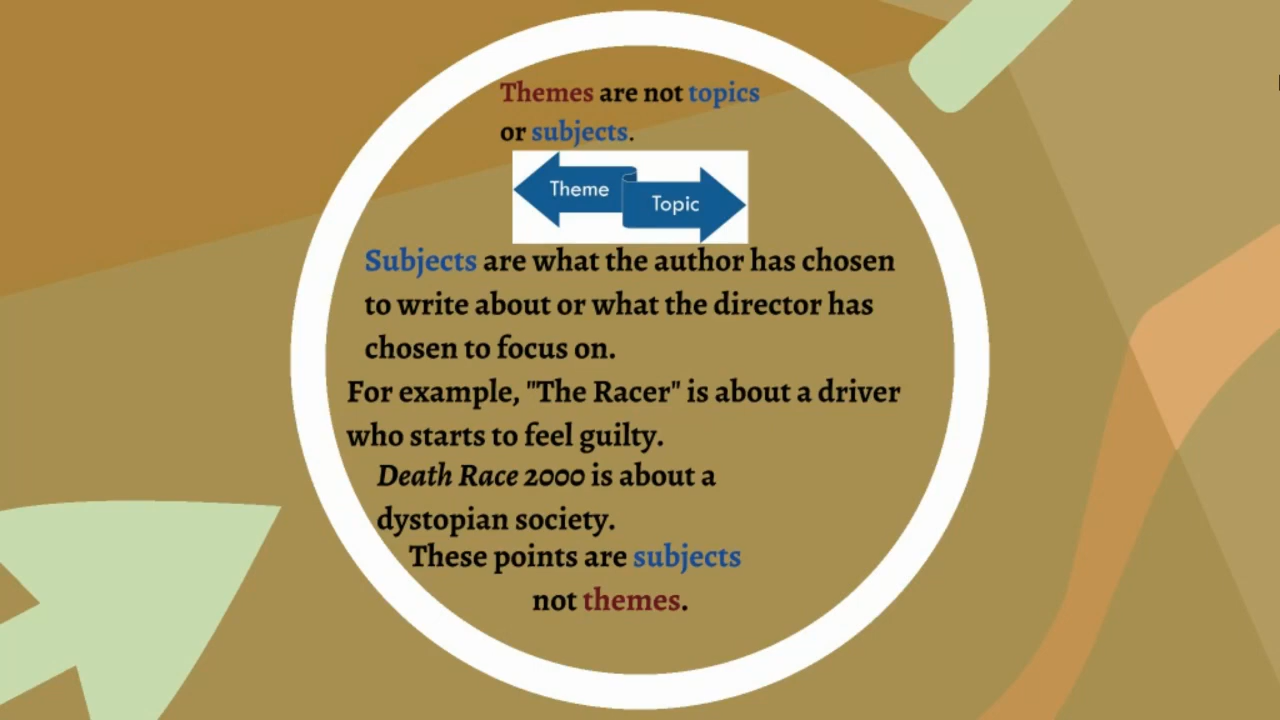 Themes are not topics
or subjects.
Theme
Topic
Subjects are what the author has chosen
to write about or what the director has
chosen to focus on.
For example, "The Racer" is about a driver
who starts to feel guilty.
Death Race 2000 is about a
dystopian society.
These points are subjects
not themes.